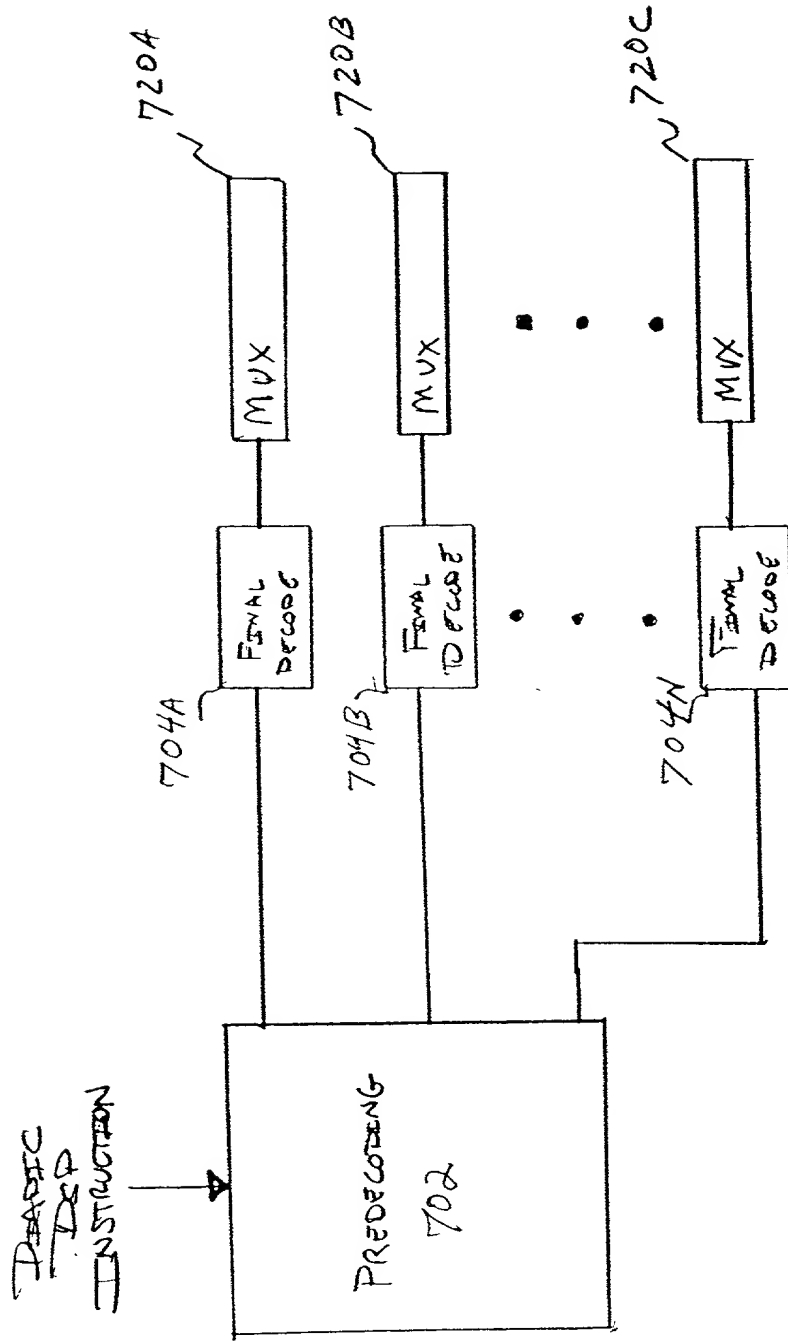 DIADIC
DSP
INSTRUCTION
PREDECODING
702
704A
FINAL
DECODE
MUX
720A
704B
FINAL
DECODE
MUX
720B
704N
FINAL
DECODE
MUX
720C